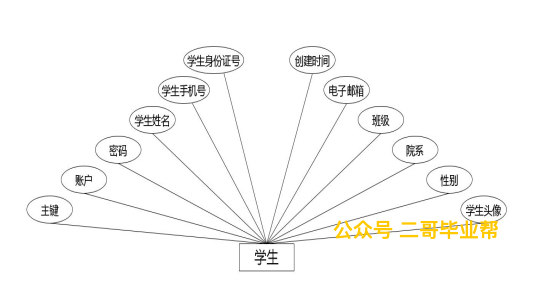 学生身份证号
创建时间
学生手机号
电子邮箱
学生姓名
班级
密码
院系
账户
性别
主键
学生头像
公众号 二哥毕业帮
学生